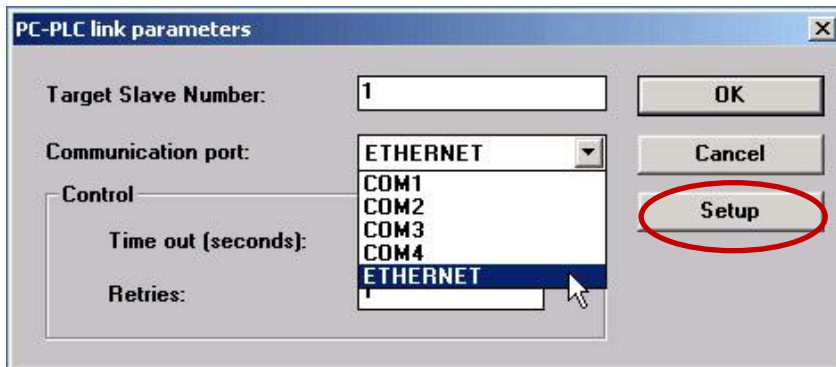 PC-PLC link parameters
Target Slave Number: 1 OK
Communication port: ETHERNET Cancel
COM1
COM2
COM3
COM4
ETHERNET
Control
Setup
Time out (seconds):
Retries: